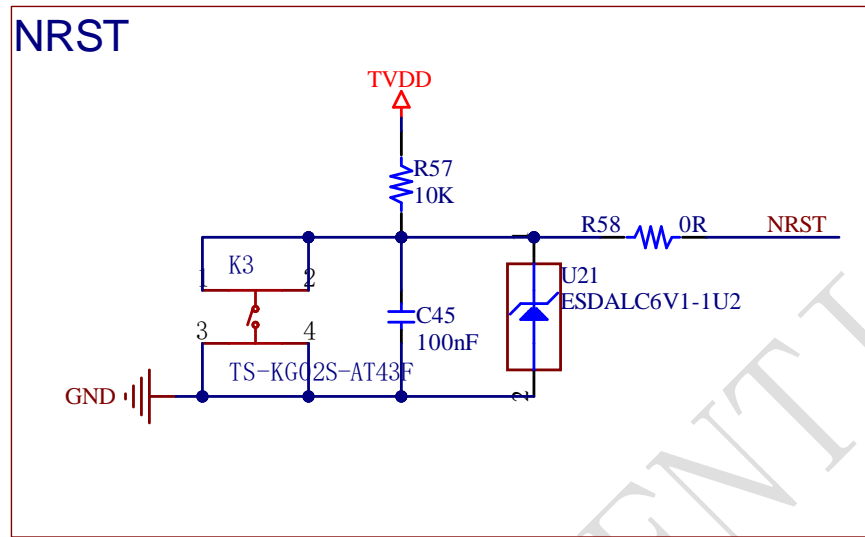 NRST
TVDD
R57
10K
R58 0R NRST
1
K3
1 2
U21
ESDALC6V1-1U2
C45
100nF
3 4
TS-KG02S-AT43F
GND
2